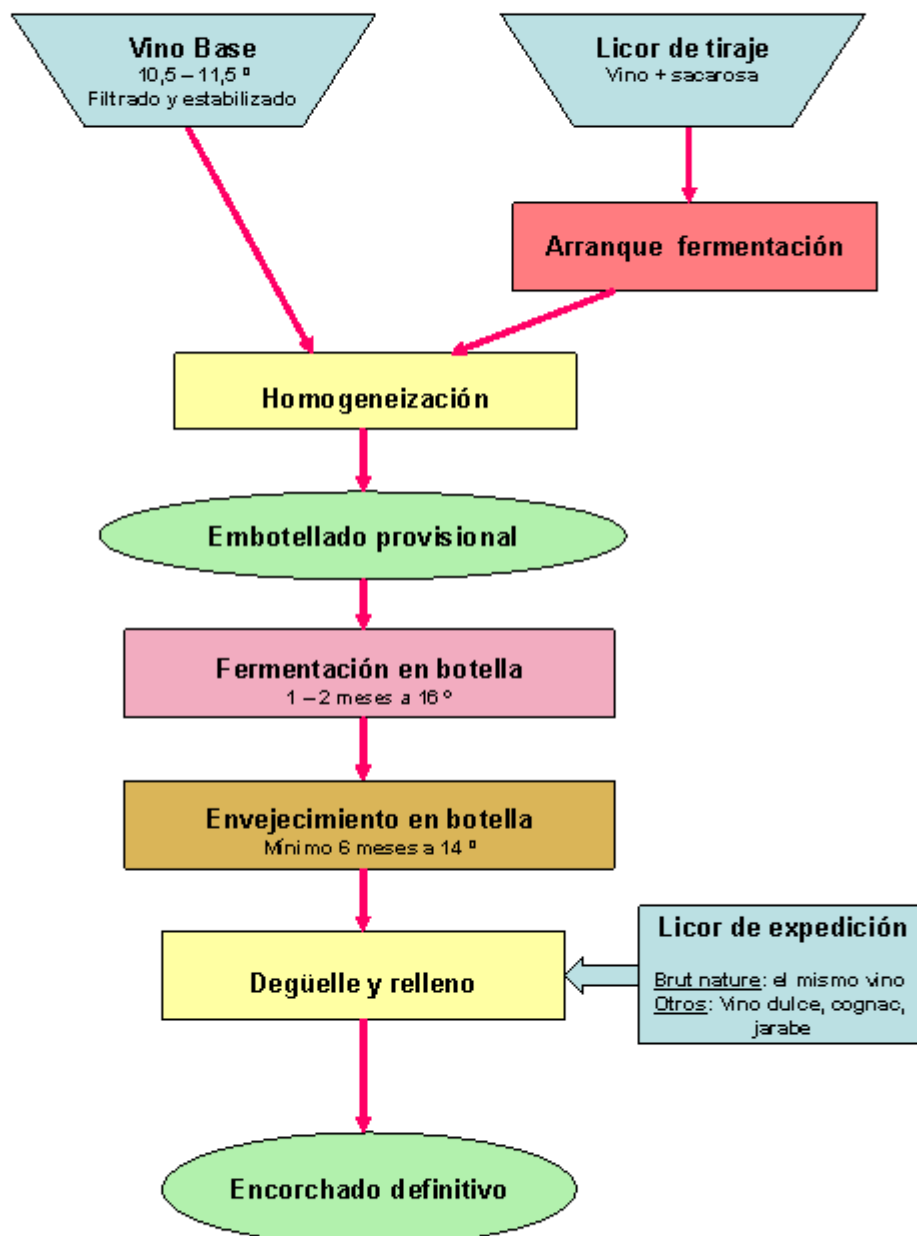 Vino Base
10,5 – 11,5 º
Filtrado y estabilizado
Licor de tiraje
Vino + sacarosa
Arranque fermentación
Homogeneización
Embotellado provisional
Fermentación en botella
1 – 2 meses a 16 º
Envejecimiento en botella
Mínimo 6 meses a 14 º
Degüelle y relleno
Licor de expedición
Brut nature: el mismo vino
Otros: Vino dulce, cognac,
jarabe
Encorchado definitivo